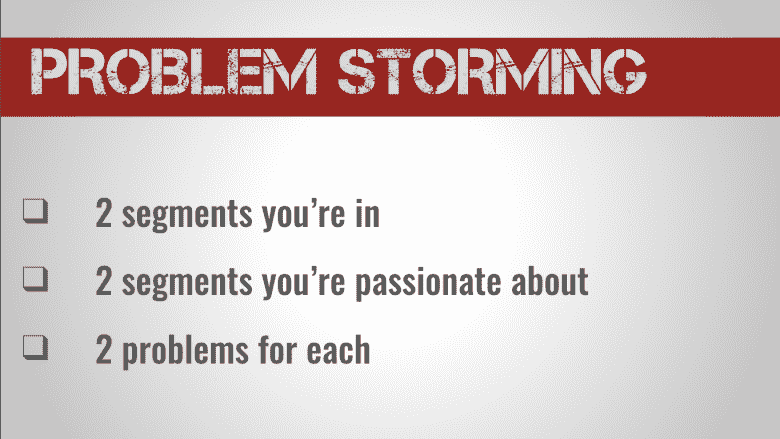 PROBLEM STORMING
2 segments you're in
2 segments you're passionate about
2 problems for each